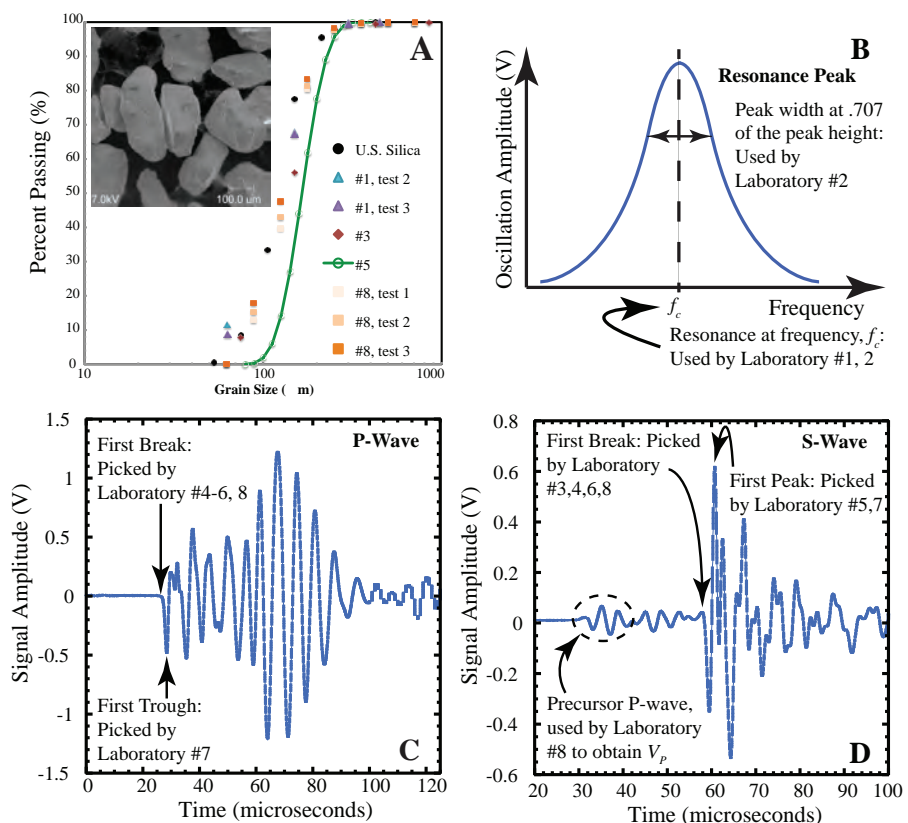 A
Percent Passing (%)
100
90
80
70
60
50
40
30
20
10
0
7.0kV
100.0 um
U.S. Silica
#1, test 2
#1, test 3
#3
#5
#8, test 1
#8, test 2
#8, test 3
10
100
1000
Grain Size ( m)
B
Oscillation Amplitude (V)
Resonance Peak
Peak width at .707
of the peak height:
Used by
Laboratory #2
fc
Frequency
Resonance at frequency, fc:
Used by Laboratory #1, 2
P-Wave
Signal Amplitude (V)
1.5
1
0.5
0
-0.5
-1
-1.5
First Break:
Picked by
Laboratory #4-6, 8
First Trough:
Picked by
Laboratory #7
C
0
20
40
60
80
100
120
Time (microseconds)
S-Wave
Signal Amplitude (V)
0.8
0.6
0.4
0.2
0
-0.2
-0.4
-0.6
First Break: Picked
by Laboratory
#3,4,6,8
First Peak: Picked
by Laboratory #5,7
Precursor P-wave,
used by Laboratory
#8 to obtain VP
D
20
30
40
50
60
70
80
90
100
Time (microseconds)